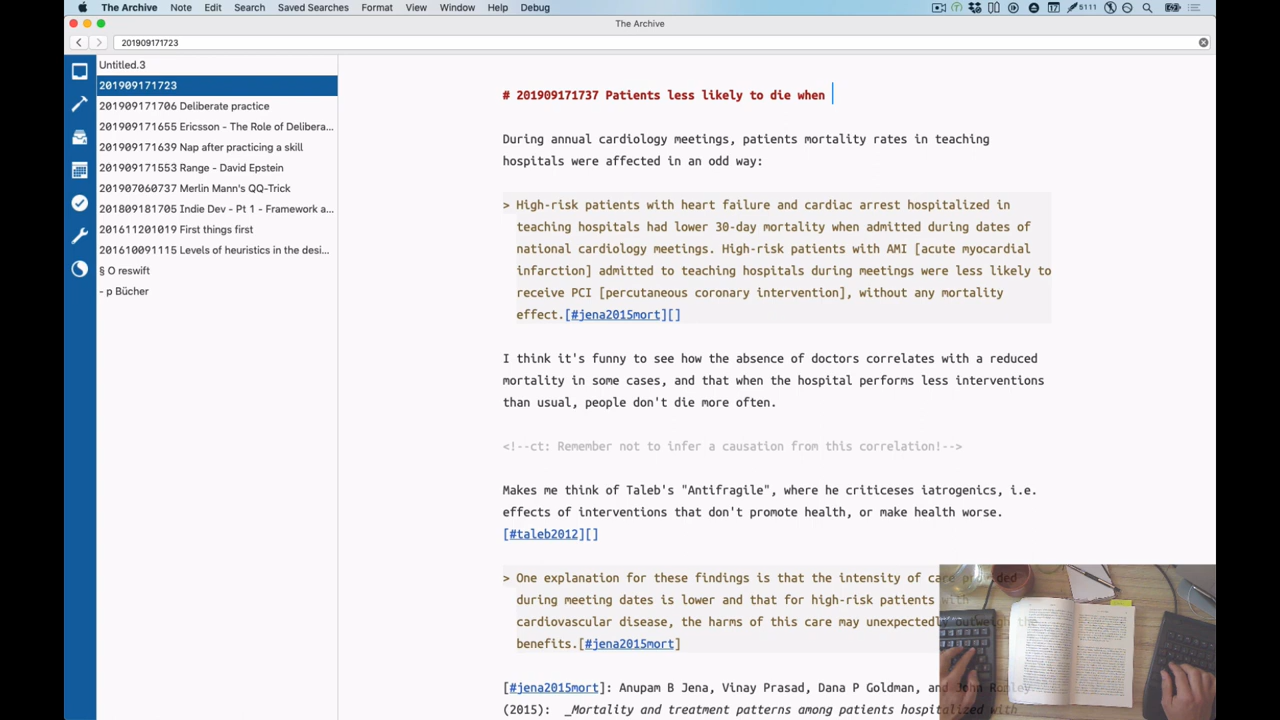 The Archive Note Edit Search Saved Searches Format View Window Help Debug 17 5111
The Archive
201909171723
Untitled.3
201909171723
201909171706 Deliberate practice
201909171655 Ericsson - The Role of Delibera...
201909171639 Nap after practicing a skill
201909171553 Range - David Epstein
201907060737 Merlin Mann's QQ-Trick
201809181705 Indie Dev - Pt 1 - Framework a...
201611201019 First things first
201610091115 Levels of heuristics in the desi...
§ O reswift
- p Bücher
# 201909171737 Patients less likely to die when
During annual cardiology meetings, patients mortality rates in teaching
hospitals were affected in an odd way:
> High-risk patients with heart failure and cardiac arrest hospitalized in
teaching hospitals had lower 30-day mortality when admitted during dates of
national cardiology meetings. High-risk patients with AMI [acute myocardial
infarction] admitted to teaching hospitals during meetings were less likely to
receive PCI [percutaneous coronary intervention], without any mortality
effect.[#jena2015mort][]
I think it's funny to see how the absence of doctors correlates with a reduced
mortality in some cases, and that when the hospital performs less interventions
than usual, people don't die more often.
<!--ct: Remember not to infer a causation from this correlation!-->
Makes me think of Taleb's "Antifragile", where he criticeses iatrogenics, i.e.
effects of interventions that don't promote health, or make health worse.
[#taleb2012][]
> One explanation for these findings is that the intensity of care provided
during meeting dates is lower and that for high-risk patients with
cardiovascular disease, the harms of this care may unexpectedly outweigh the
benefits.[#jena2015mort]
[#jena2015mort]: Anupam B Jena, Vinay Prasad, Dana P Goldman, and John Romley
(2015): _Mortality and treatment patterns among patients hospitalized with